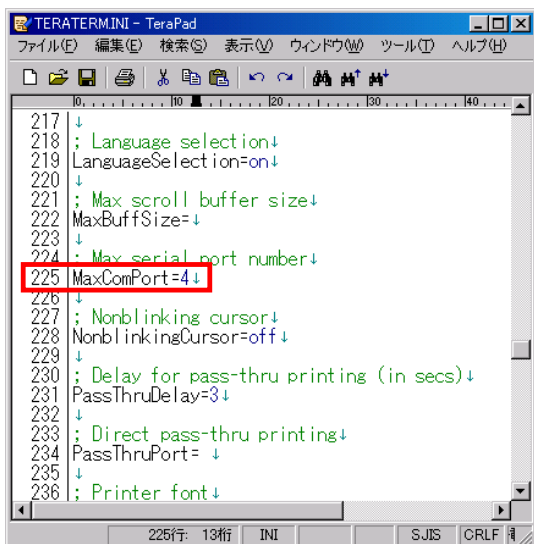 TERATERM.INI - TeraPad
ファイル(F) 編集(E) 検索(S) 表示(V) ウィンドウ(W) ツール(T) ヘルプ(H)
0 10 20 30 40
217 ↓
218 ; Language selection↓
219 LanguageSelection=on↓
220 ↓
221 ; Max scroll buffer size↓
222 MaxBuffSize=↓
223 ↓
224 ; Max serial port number↓
225 MaxComPort=4↓
226 ↓
227 ; Nonblinking cursor↓
228 NonblinkingCursor=off↓
229 ↓
230 ; Delay for pass-thru printing (in secs)↓
231 PassThruDelay=3↓
232 ↓
233 ; Direct pass-thru printing↓
234 PassThruPort= ↓
235 ↓
236 ; Printer font↓
225行: 13桁 INI SJIS CRLF